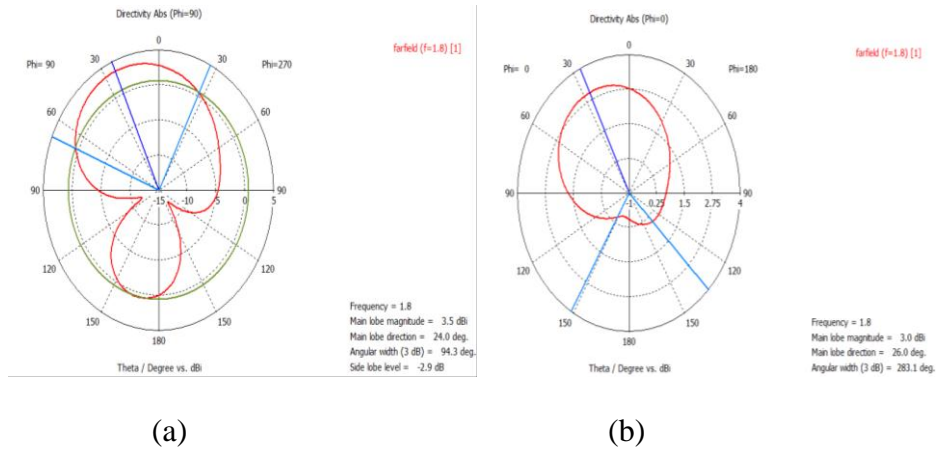 Directivity Abs (Phi=90)
farfield (f=1.8) [1]
0
30
30
Phi= 90
Phi=270
60
60
90
-15
-10
-5
0
5
90
120
120
150
150
180
Theta / Degree vs. dBi
Frequency = 1.8
Main lobe magnitude = 3.5 dBi
Main lobe direction = 24.0 deg.
Angular width (3 dB) = 94.3 deg.
Side lobe level = -2.9 dB
Directivity Abs (Phi=0)
farfield (f=1.8) [1]
0
30
30
Phi= 0
Phi=180
60
60
90
-1
-0.25
1.5
2.75
4
90
120
120
150
150
180
Theta / Degree vs. dBi
Frequency = 1.8
Main lobe magnitude = 3.0 dBi
Main lobe direction = 26.0 deg.
Angular width (3 dB) = 283.1 deg.
(a)
(b)